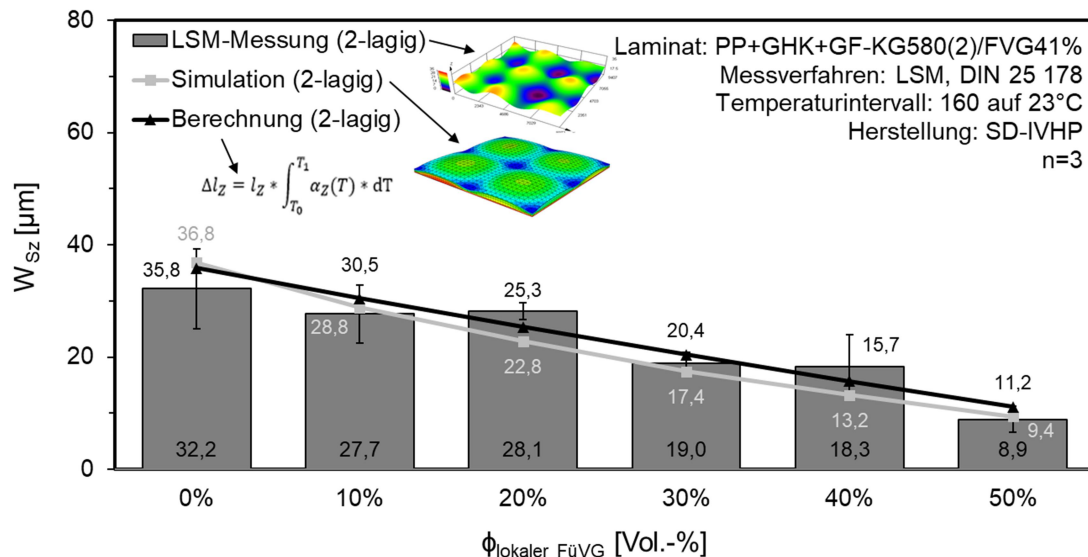 80
60
40
20
0
W_Sz [µm]
LSM-Messung (2-lagig)
Simulation (2-lagig)
Berechnung (2-lagig)
Δl_Z = l_Z * ∫_{T_0}^{T_1} α_Z(T) * dT
Laminat: PP+GHK+GF-KG580(2)/FVG41%
Messverfahren: LSM, DIN 25 178
Temperaturintervall: 160 auf 23°C
Herstellung: SD-IVHP
n=3
36,8
35,8
30,5
28,8
25,3
22,8
20,4
17,4
15,7
13,2
11,2
9,4
32,2
27,7
28,1
19,0
18,3
8,9
0%
10%
20%
30%
40%
50%
ϕ_lokaler_FüVG [Vol.-%]